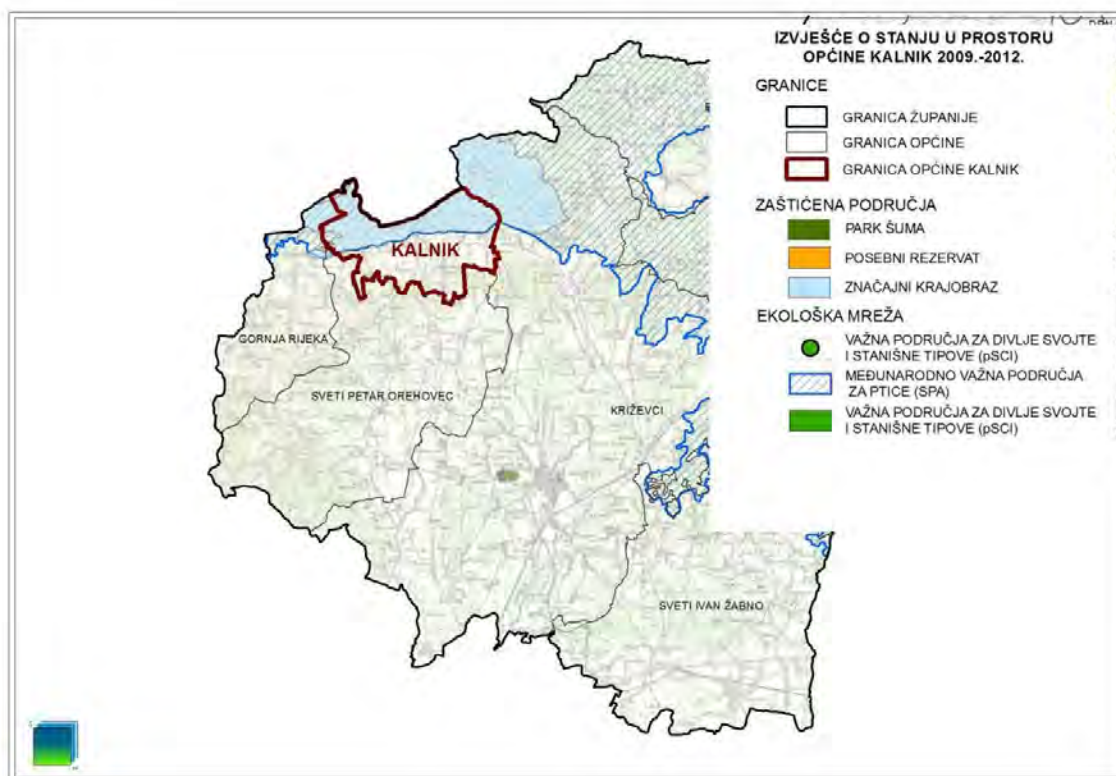 IZVJEŠĆE O STANJU U PROSTORU
OPĆINE KALNIK 2009.-2012.
GRANICE
GRANICA ŽUPANIJE
GRANICA OPĆINE
GRANICA OPĆINE KALNIK
ZAŠTIĆENA PODRUČJA
PARK ŠUMA
POSEBNI REZERVAT
ZNAČAJNI KRAJOBRAZ
EKOLOŠKA MREŽA
VAŽNA PODRUČJA ZA DIVLJE SVOJTE
I STANIŠNE TIPOVE (pSCI)
MEĐUNARODNO VAŽNA PODRUČJA
ZA PTICE (SPA)
VAŽNA PODRUČJA ZA DIVLJE SVOJTE
I STANIŠNE TIPOVE (pSCI)
KALNIK
GORNJA RIJEKA
SVETI PETAR OREHOVEC
KRIŽEVCI
SVETI IVAN ŽABNO